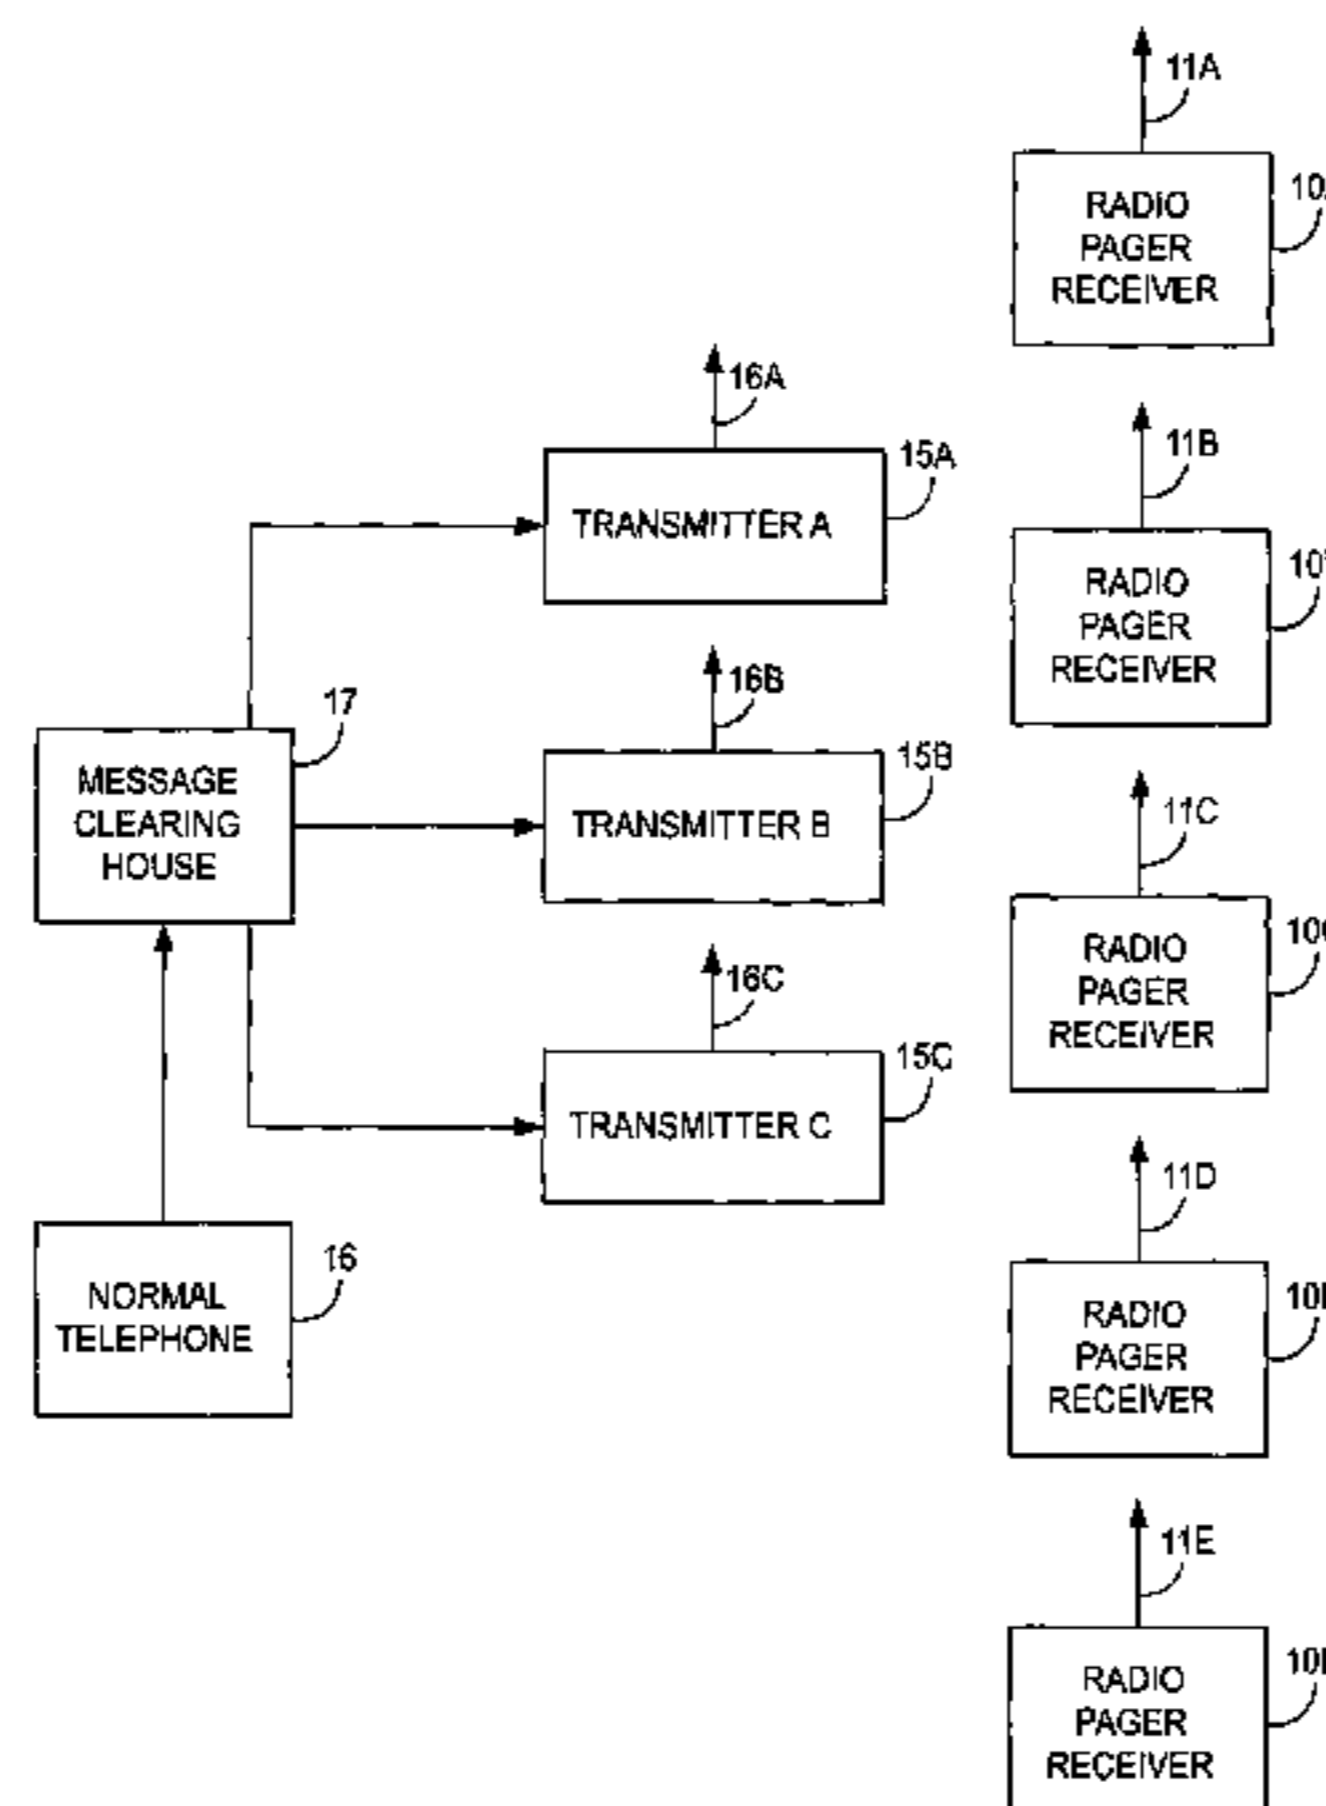 11A
RADIO
PAGER
RECEIVER
16A
15A
TRANSMITTER A
11B
RADIO
PAGER
RECEIVER
17
MESSAGE
CLEARING
HOUSE
16B
15B
TRANSMITTER B
11C
RADIO
PAGER
RECEIVER
16C
15C
TRANSMITTER C
11D
RADIO
PAGER
RECEIVER
16
NORMAL
TELEPHONE
11E
RADIO
PAGER
RECEIVER